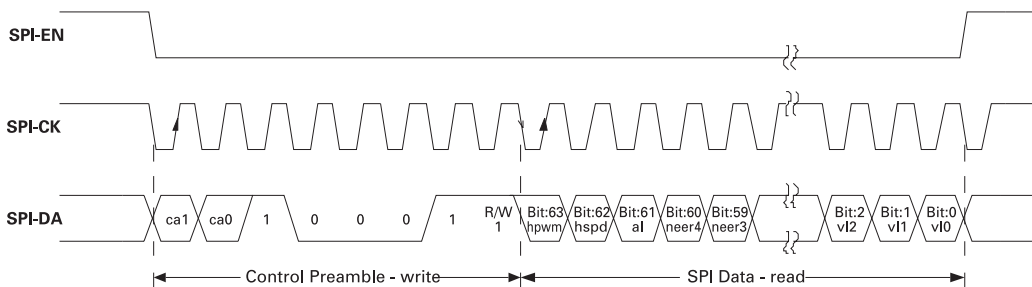 SPI-EN
SPI-CK
SPI-DA
ca1 ca0 1 0 0 0 1 R/W 1 Bit:63 hpwm Bit:62 hspd Bit:61 al Bit:60 neer4 Bit:59 neer3 Bit:2 vl2 Bit:1 vl1 Bit:0 vl0
Control Preamble - write SPI Data - read